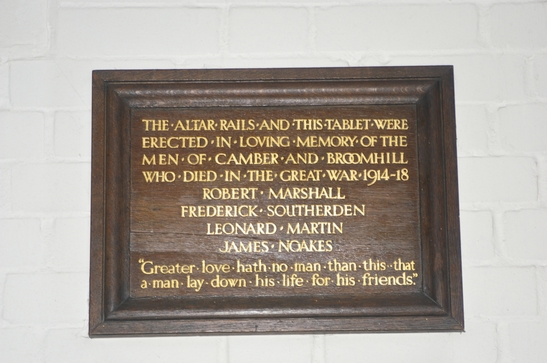 THE·ALTAR·RAILS·AND·THIS·TABLET·WERE
ERECTED·IN·LOVING·MEMORY·OF·THE
MEN·OF·CAMBER·AND·BROOMHILL
WHO·DIED·IN·THE·GREAT·WAR·1914-18
ROBERT·MARSHALL
FREDERICK·SOUTHERDEN
LEONARD·MARTIN
JAMES·NOAKES
"Greater·love·hath·no·man·than·this·that
a·man·lay·down·his·life·for·his·friends."